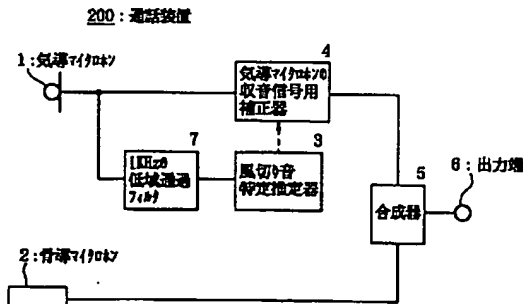 200：通話装置
1：気導マイクロホン
4
気導マイクロホンの
収音信号用
補正器
7
1KHzの
低域通過
フィルタ
3
風切り音
特定推定器
5
合成器
6：出力端
2：骨導マイクロホン